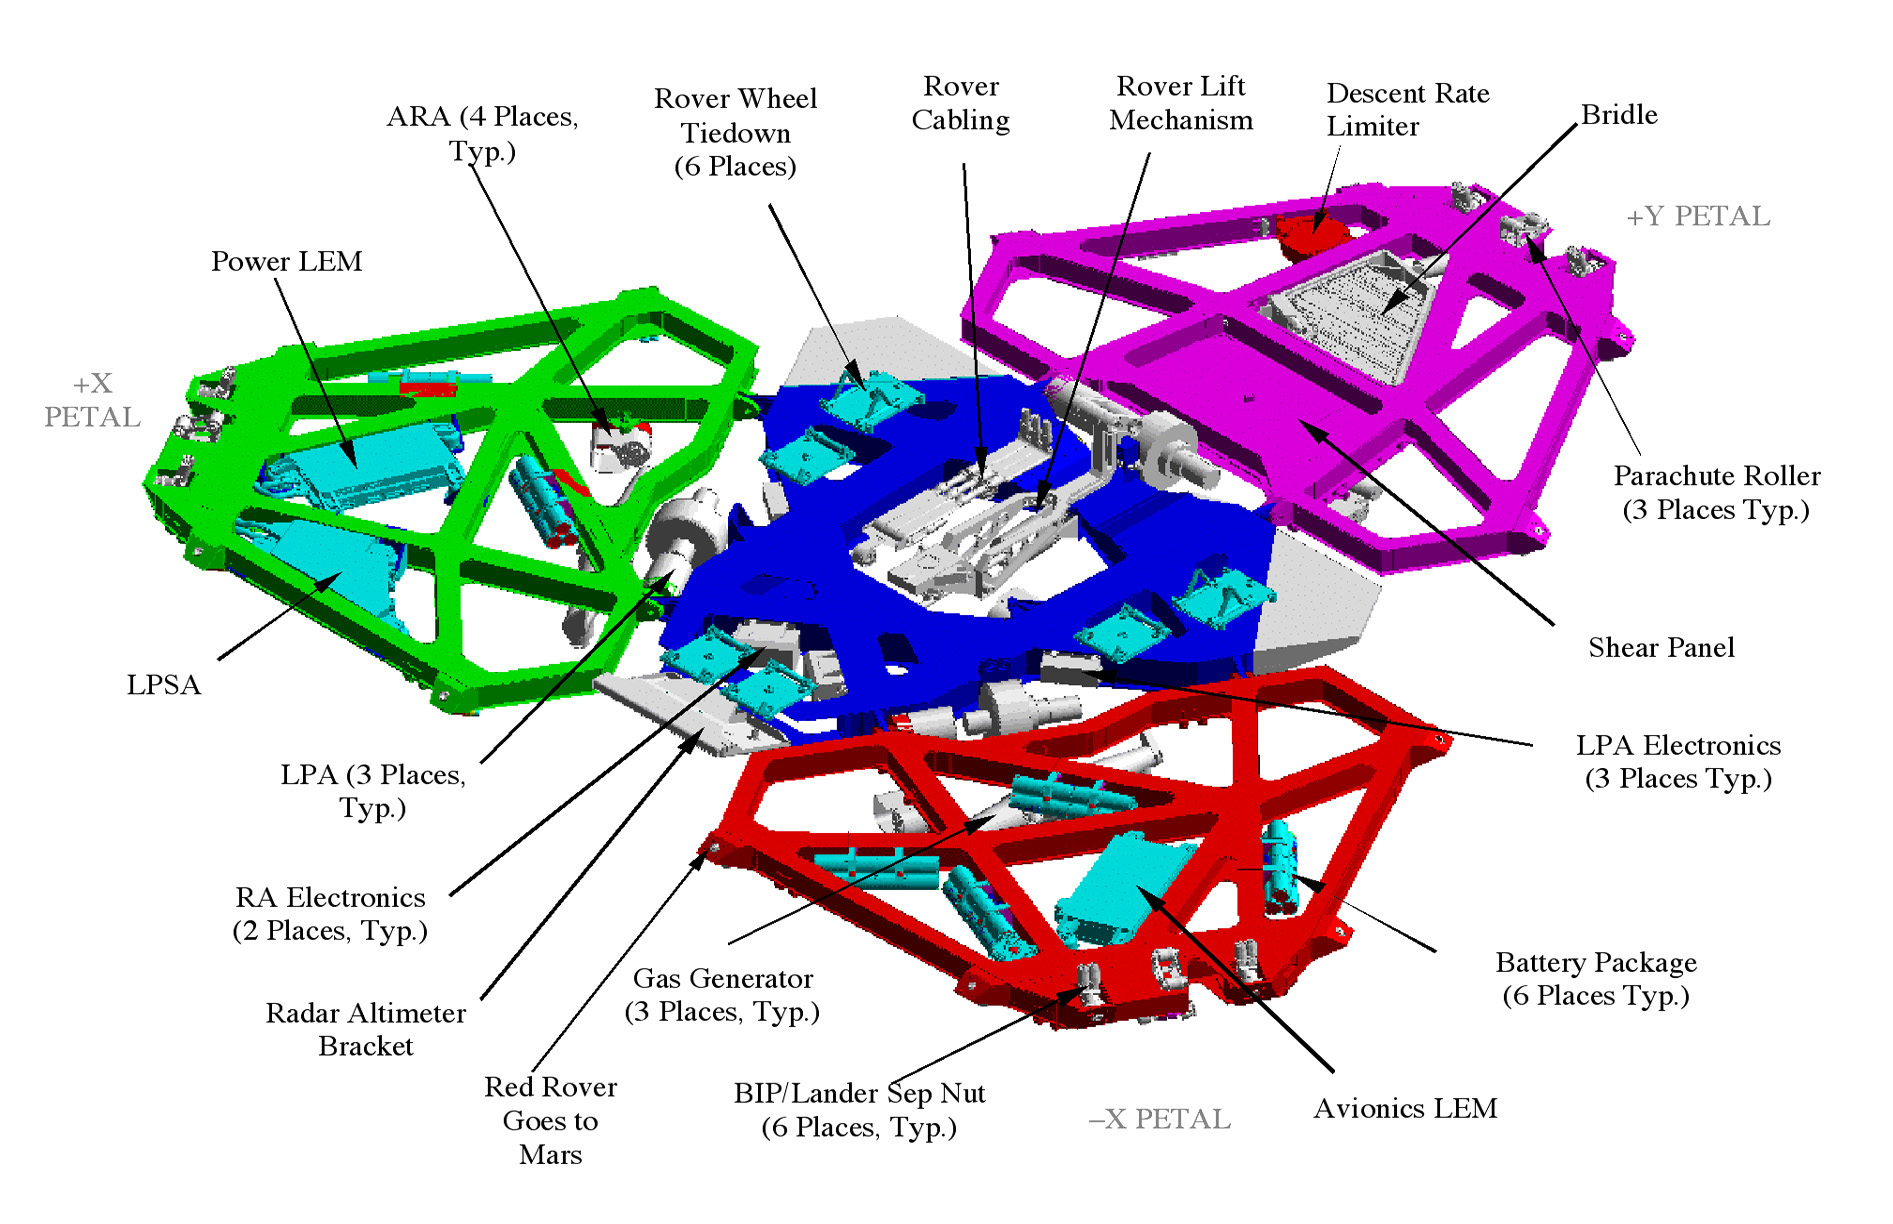 ARA (4 Places,
Typ.)
Rover Wheel
Tiedown
(6 Places)
Rover
Cabling
Rover Lift
Mechanism
Descent Rate
Limiter
Bridle
+Y PETAL
Power LEM
+X
PETAL
Parachute Roller
(3 Places Typ.)
Shear Panel
LPSA
LPA (3 Places,
Typ.)
LPA Electronics
(3 Places Typ.)
RA Electronics
(2 Places, Typ.)
Gas Generator
(3 Places, Typ.)
Battery Package
(6 Places Typ.)
Radar Altimeter
Bracket
Red Rover
Goes to
Mars
BIP/Lander Sep Nut
(6 Places, Typ.)
–X PETAL
Avionics LEM